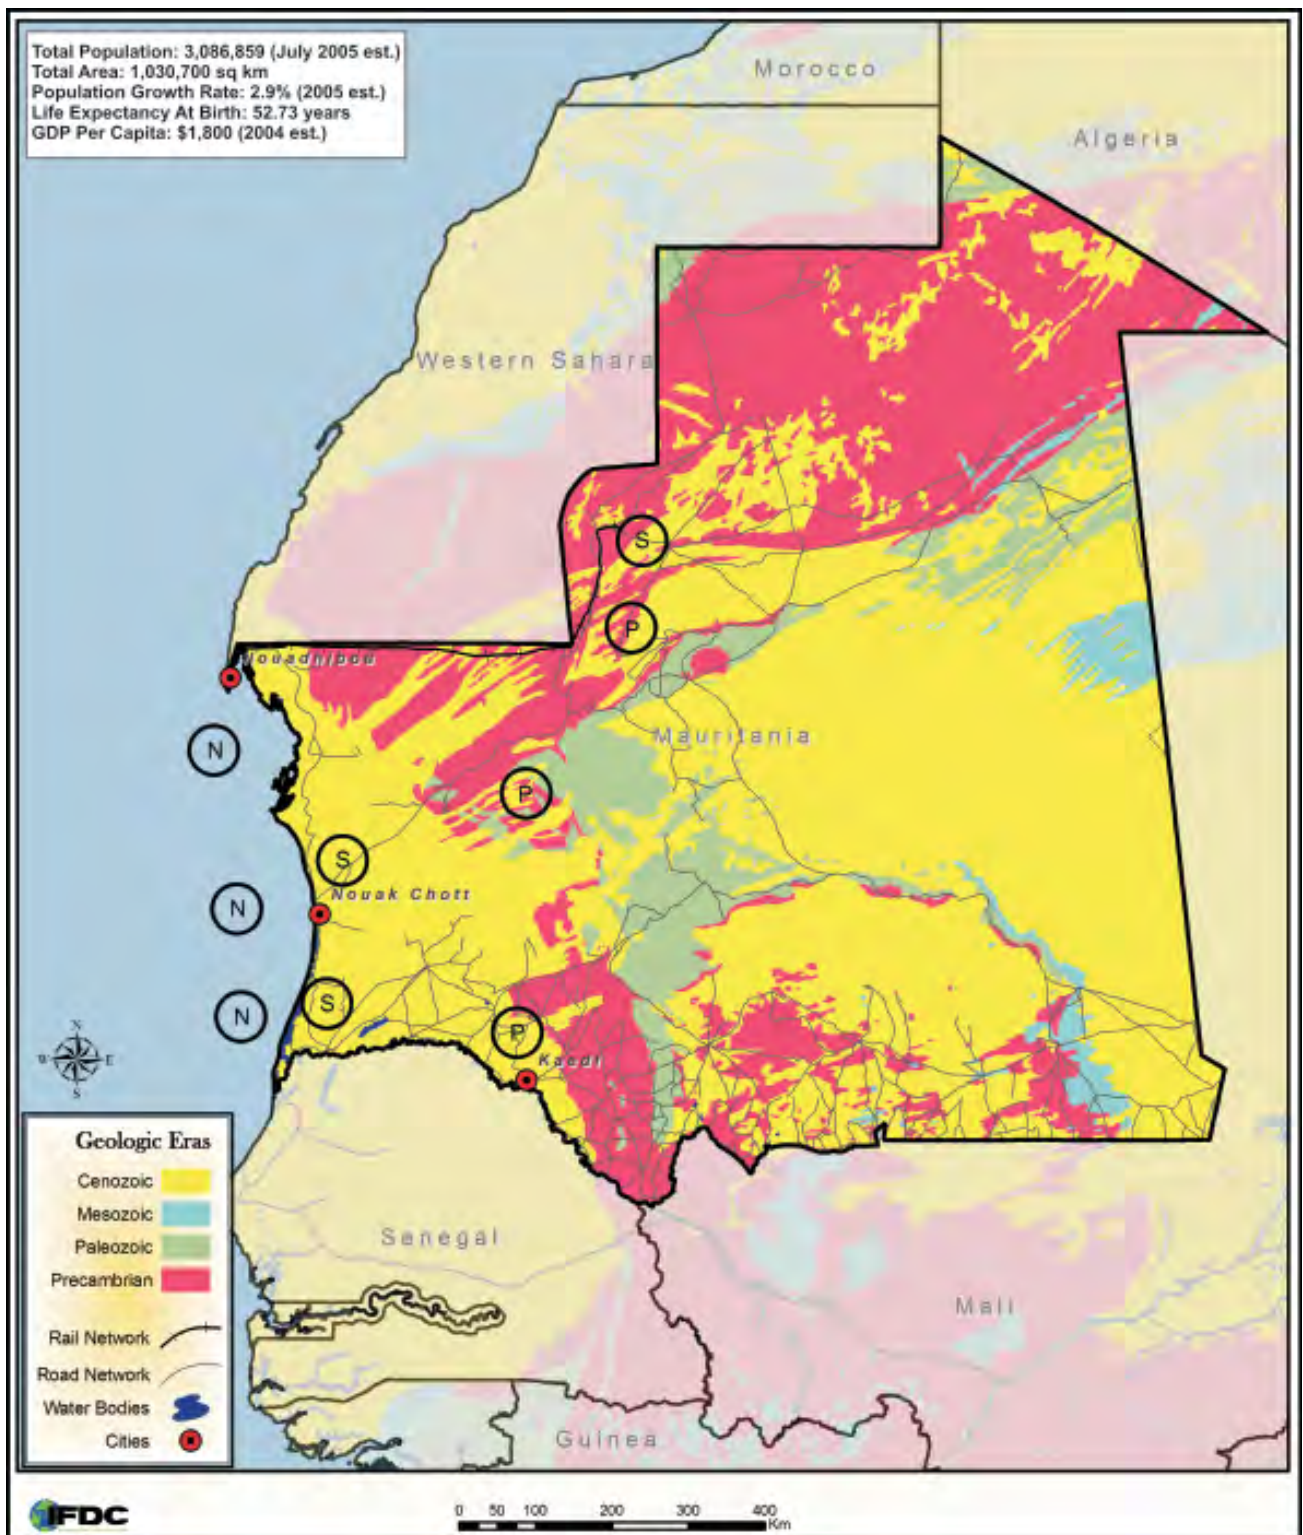 Total Population: 3,086,859 (July 2005 est.)
Total Area: 1,030,700 sq km
Population Growth Rate: 2.9% (2005 est.)
Life Expectancy At Birth: 52.73 years
GDP Per Capita: $1,800 (2004 est.)
Morocco
Algeria
Western Sahara
S
P
Nouadhibou
Mauritania
N
P
S
Nouak Chott
N
S
N
P
Kaedi
N
W
E
S
Geologic Eras
Cenozoic
Mesozoic
Paleozoic
Precambrian
Rail Network
Road Network
Water Bodies
Cities
Senegal
Mali
Guinea
IFDC
0 50 100 200 300 400
Km